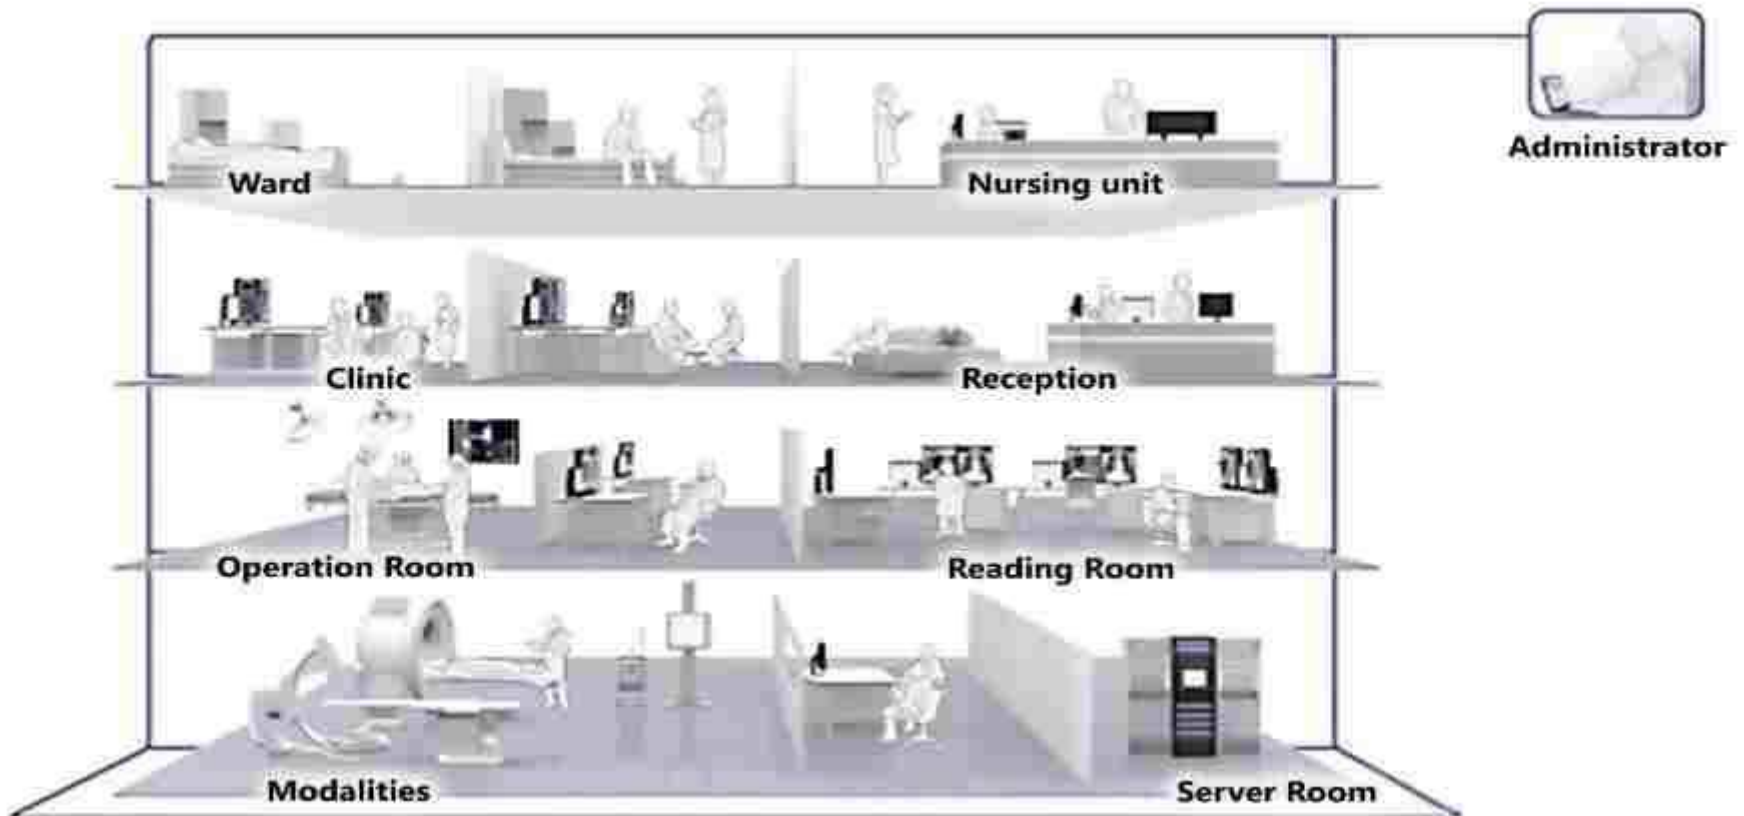 Administrator
Ward
Nursing unit
Clinic
Reception
Operation Room
Reading Room
Modalities
Server Room